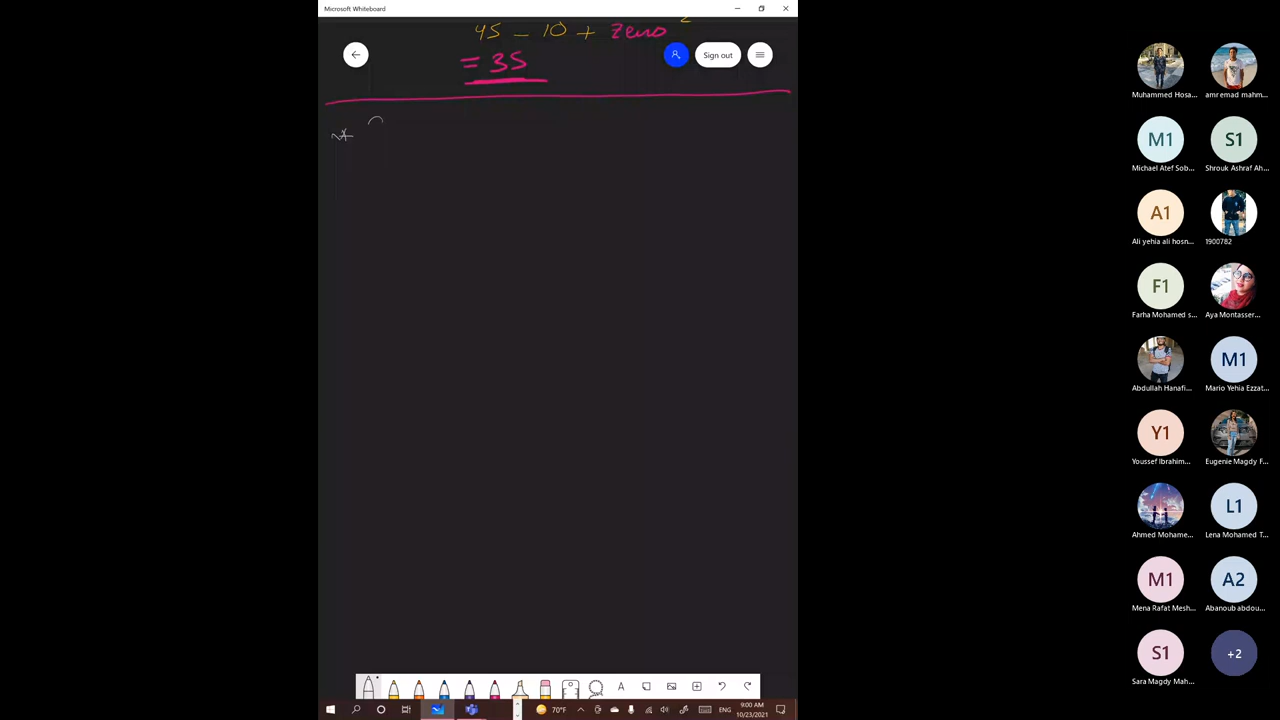 Microsoft Whiteboard
45 - 10 + Zero
= 35
Sign out
*
Muhammed Hosa...
amr emad mahm...
M1
S1
Michael Atef Sob...
Shrouk Ashraf Ah...
A1
Ali yehia ali hosn...
1900782
F1
Farha Mohamed s...
Aya Montasser...
M1
Abdullah Hanafi...
Mario Yehia Ezzat...
Y1
Youssef Ibrahim...
Eugenie Magdy F...
L1
Ahmed Mohame...
Lena Mohamed T...
M1
A2
Mena Rafat Mesh...
Abanoub abdou...
S1
+2
Sara Magdy Mah...
A
70°F
ENG
9:00 AM
10/23/2021